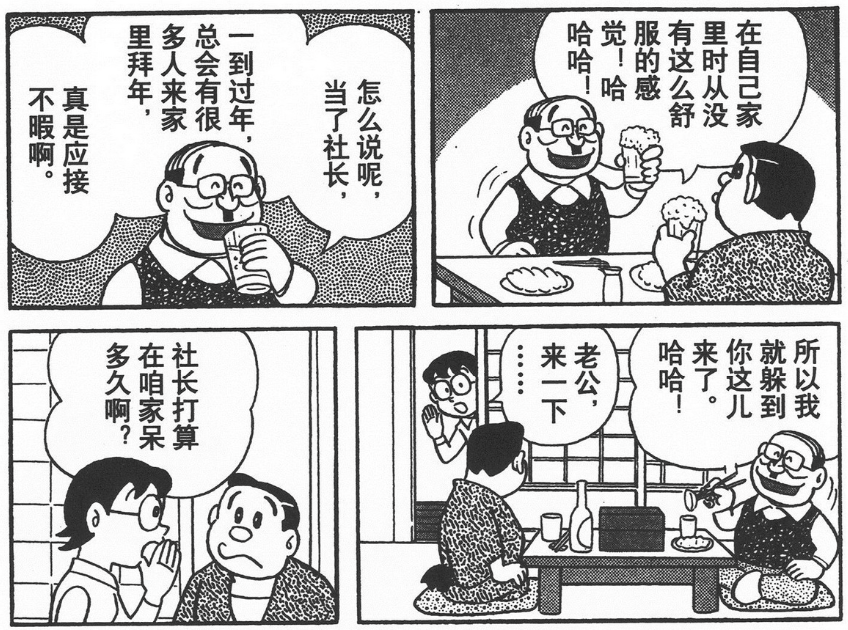 在自己家
里时从没
有这么舒
服的感
觉！哈
哈哈！
怎么说呢，
当了社长，
一到过年，
总会有很
多人来家
里拜年，
真是应接
不暇啊。
所以我
就躲到
你这儿
来了。
哈哈！
老公，
来一下
……
社长打算
在咱家呆
多久啊？